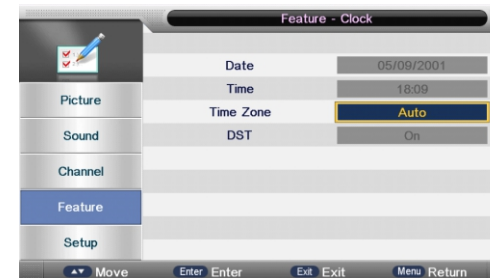 Feature - Clock
Date 05/09/2001
Time 18:09
Time Zone Auto
DST On
Picture
Sound
Channel
Feature
Setup
Move Enter Enter Exit Exit Menu Return